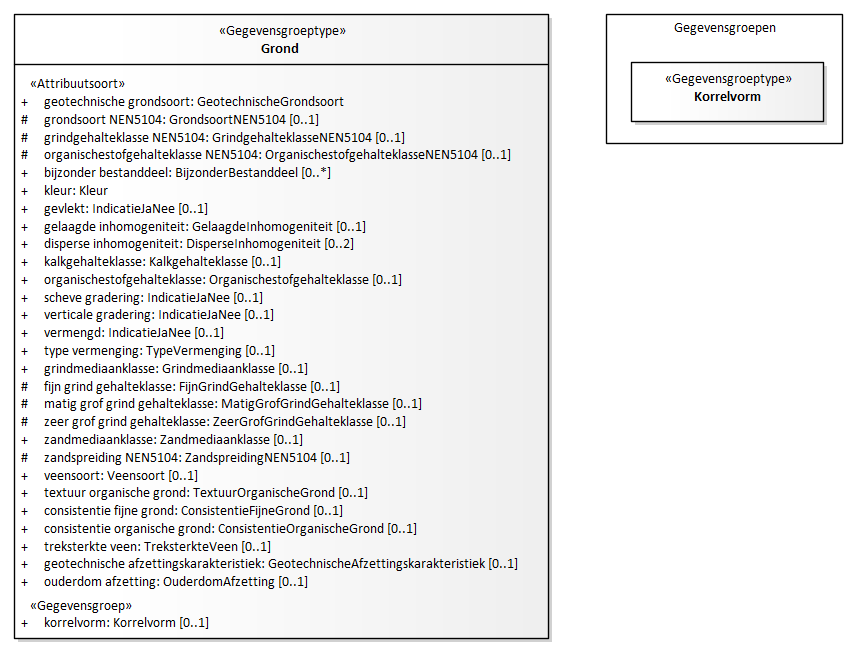 «Gegevensgroeptype»
Grond
«Attribuutsoort»
+ geotechnische grondsoort: GeotechnischeGrondsoort
# grondsoort NEN5104: GrondsoortNEN5104 [0..1]
# grindgehalteklasse NEN5104: GrindgehalteklasseNEN5104 [0..1]
# organischestofgehalteklasse NEN5104: OrganischestofgehalteklasseNEN5104 [0..1]
+ bijzonder bestanddeel: BijzonderBestanddeel [0..*]
+ kleur: Kleur
+ gevlekt: IndicatieJaNee [0..1]
+ gelaagde inhomogeniteit: GelaagdeInhomogeniteit [0..1]
+ disperse inhomogeniteit: DisperseInhomogeniteit [0..2]
+ kalkgehalteklasse: Kalkgehalteklasse [0..1]
+ organischestofgehalteklasse: Organischestofgehalteklasse [0..1]
+ scheve gradering: IndicatieJaNee [0..1]
+ verticale gradering: IndicatieJaNee [0..1]
+ vermengd: IndicatieJaNee [0..1]
+ type vermenging: TypeVermenging [0..1]
+ grindmediaanklasse: Grindmediaanklasse [0..1]
# fijn grind gehalteklasse: FijnGrindGehalteklasse [0..1]
# matig grof grind gehalteklasse: MatigGrofGrindGehalteklasse [0..1]
# zeer grof grind gehalteklasse: ZeerGrofGrindGehalteklasse [0..1]
+ zandmediaanklasse: Zandmediaanklasse [0..1]
# zandspreiding NEN5104: ZandspreidingNEN5104 [0..1]
+ veensoort: Veensoort [0..1]
+ textuur organische grond: TextuurOrganischeGrond [0..1]
+ consistentie fijne grond: ConsistentieFijneGrond [0..1]
+ consistentie organische grond: ConsistentieOrganischeGrond [0..1]
+ treksterkte veen: TreksterkteVeen [0..1]
+ geotechnische afzettingskarakteristiek: GeotechnischeAfzettingskarakteristiek [0..1]
+ ouderdom afzetting: OuderdomAfzetting [0..1]
«Gegevensgroep»
+ korrelvorm: Korrelvorm [0..1]
Gegevensgroepen
«Gegevensgroeptype»
Korrelvorm